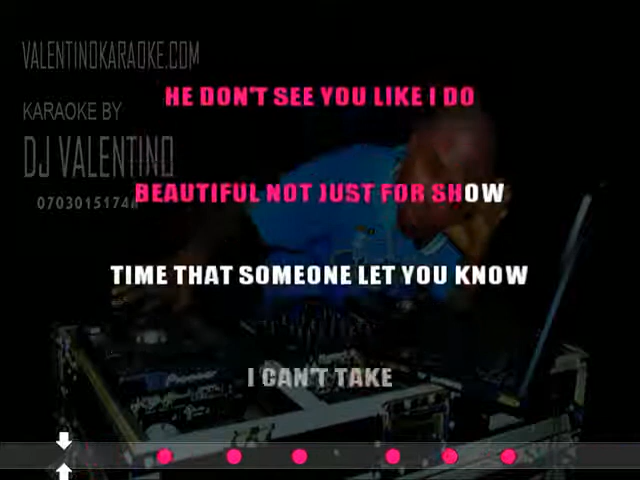 VALENTINOKARAOKE.COM
HE DON'T SEE YOU LIKE I DO
KARAOKE BY
DJ VALENTINO
BEAUTIFUL NOT JUST FOR SHOW
TIME THAT SOMEONE LET YOU KNOW
I CAN'T TAKE
Pioneer